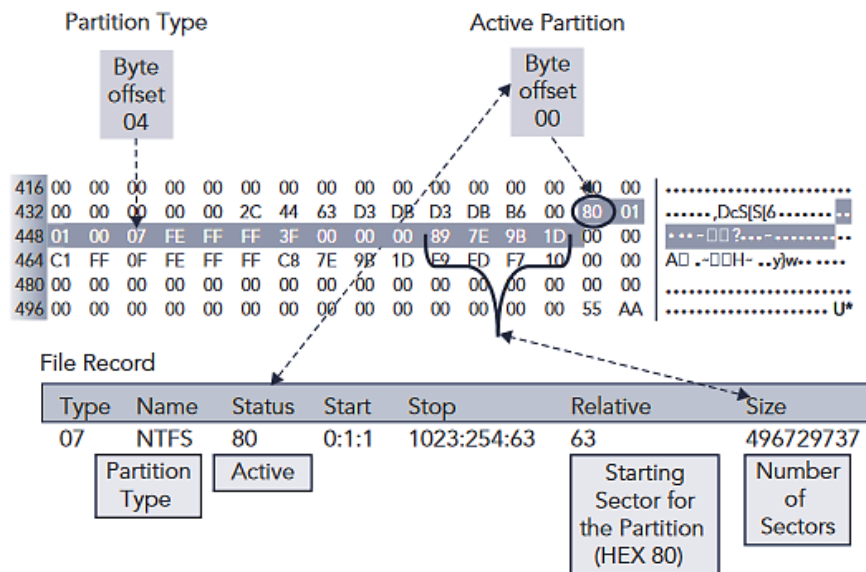 Partition Type Active Partition
Byte offset 04
Byte offset 00
416 00 00 00 00 00 00 00 00 00 00 00 00 00 00 00 00 ......................
432 00 00 00 00 00 2C 44 63 D3 DB D3 DB B6 00 80 01 ......,DcS[S[6.........
448 01 00 07 FE FF FF 3F 00 00 00 89 7E 9B 1D 00 00
464 C1 FF 0F FE FF FF C8 7E 9B 1D F9 FD F7 10 00 00 A□ .~□□H~ ..y}w......
480 00 00 00 00 00 00 00 00 00 00 00 00 00 00 00 00 ......................
496 00 00 00 00 00 00 00 00 00 00 00 00 00 00 55 AA ...................... U*
File Record
Type Name Status Start Stop Relative Size
07 NTFS 80 0:1:1 1023:254:63 63 496729737
Partition Type
Active
Starting Sector for the Partition (HEX 80)
Number of Sectors